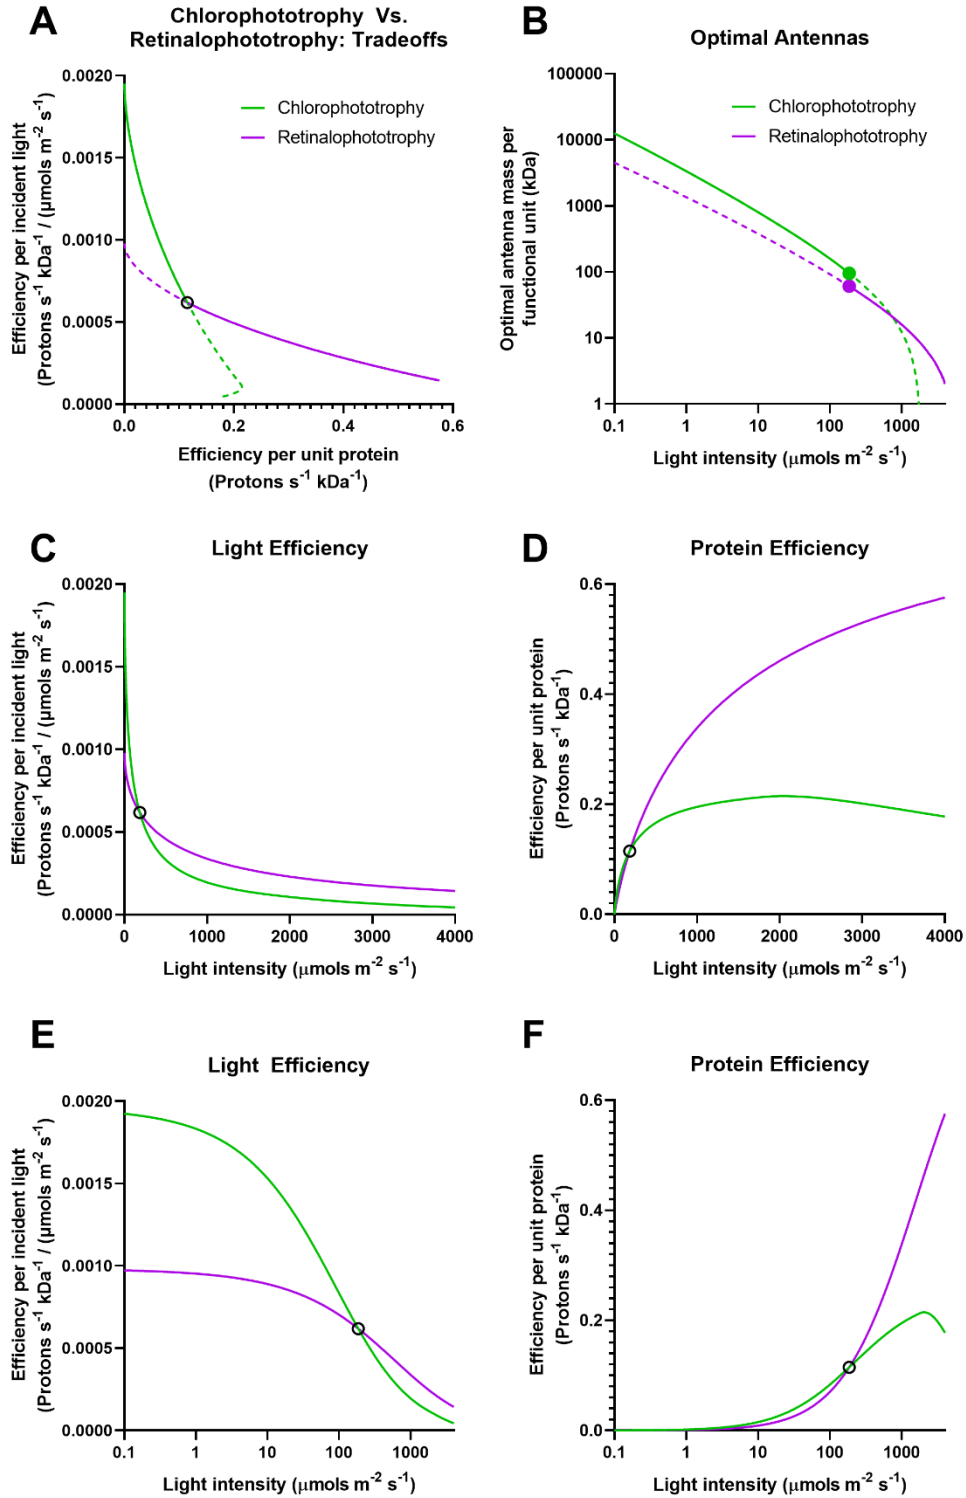 A
Chlorophototrophy Vs.
Retinalophototrophy: Tradeoffs
Efficiency per incident light
(Protons s⁻¹ kDa⁻¹ / (μmols m⁻² s⁻¹)
0.0020
0.0015
0.0010
0.0005
0.0000
Chlorophototrophy
Retinalophototrophy
0.0
0.2
0.4
0.6
Efficiency per unit protein
(Protons s⁻¹ kDa⁻¹)
B
Optimal Antennas
Optimal antenna mass per
functional unit (kDa)
100000
10000
1000
100
10
1
Chlorophototrophy
Retinalophototrophy
0.1
1
10
100
1000
Light intensity (μmols m⁻² s⁻¹)
C
Light Efficiency
Efficiency per incident light
(Protons s⁻¹ kDa⁻¹ / (μmols m⁻² s⁻¹)
0.0020
0.0015
0.0010
0.0005
0.0000
0
1000
2000
3000
4000
Light intensity (μmols m⁻² s⁻¹)
D
Protein Efficiency
Efficiency per unit protein
(Protons s⁻¹ kDa⁻¹)
0.6
0.4
0.2
0.0
0
1000
2000
3000
4000
Light intensity (μmols m⁻² s⁻¹)
E
Light Efficiency
Efficiency per incident light
(Protons s⁻¹ kDa⁻¹ / (μmols m⁻² s⁻¹)
0.0020
0.0015
0.0010
0.0005
0.0000
0.1
1
10
100
1000
Light intensity (μmols m⁻² s⁻¹)
F
Protein Efficiency
Efficiency per unit protein
(Protons s⁻¹ kDa⁻¹)
0.6
0.4
0.2
0.0
0.1
1
10
100
1000
Light intensity (μmols m⁻² s⁻¹)